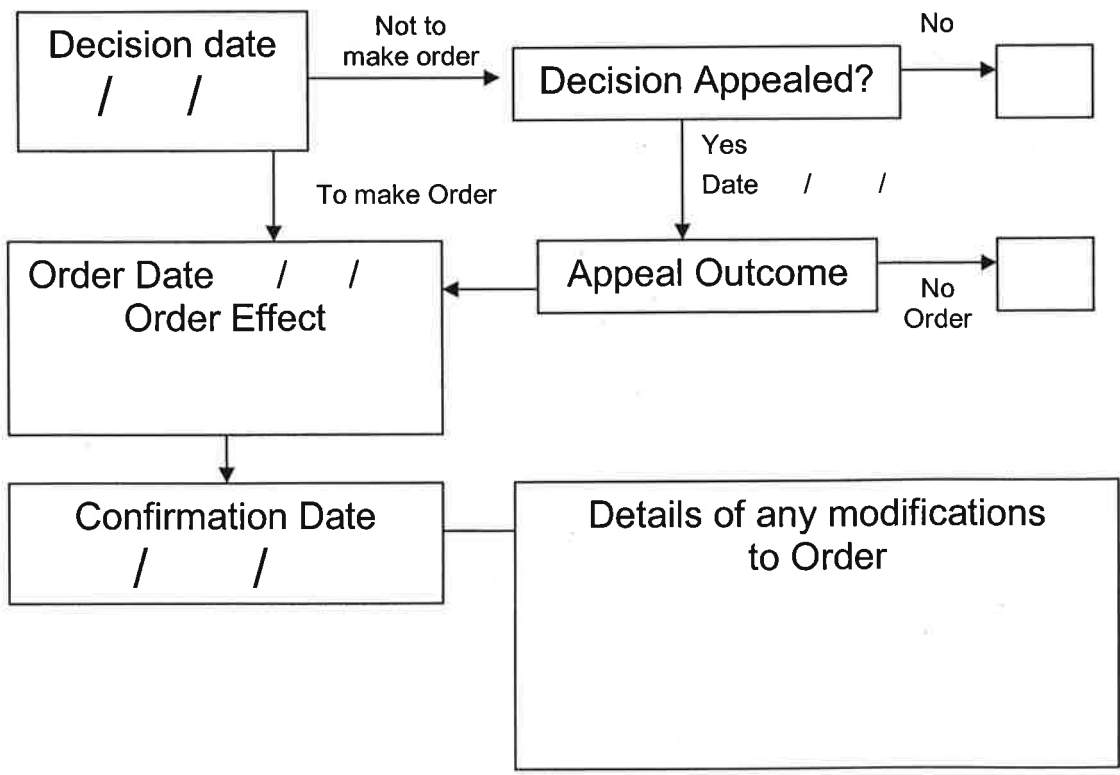 Decision date
/ /
Not to
make order
Decision Appealed?
No
Yes
Date / /
To make Order
Order Date / /
Order Effect
Appeal Outcome
No
Order
Confirmation Date
/ /
Details of any modifications
to Order